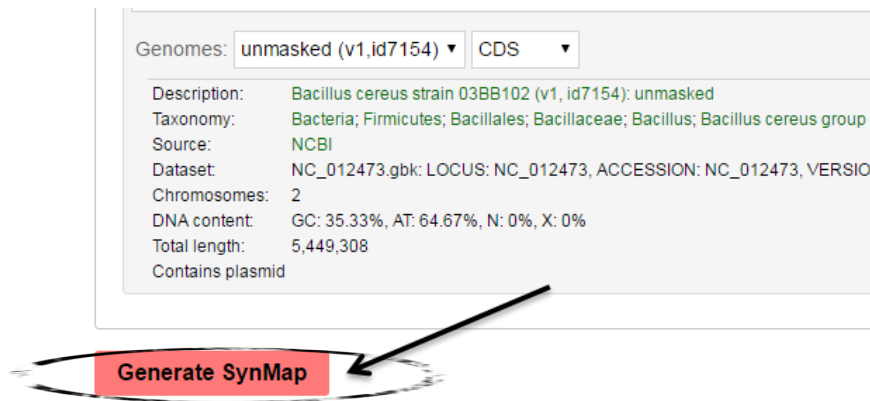 Genomes: unmasked (v1,id7154) CDS
Description: Bacillus cereus strain 03BB102 (v1, id7154): unmasked
Taxonomy: Bacteria; Firmicutes; Bacillales; Bacillaceae; Bacillus; Bacillus cereus group
Source: NCBI
Dataset: NC_012473.gbk: LOCUS: NC_012473, ACCESSION: NC_012473, VERSIO
Chromosomes: 2
DNA content: GC: 35.33%, AT: 64.67%, N: 0%, X: 0%
Total length: 5,449,308
Contains plasmid
Generate SynMap